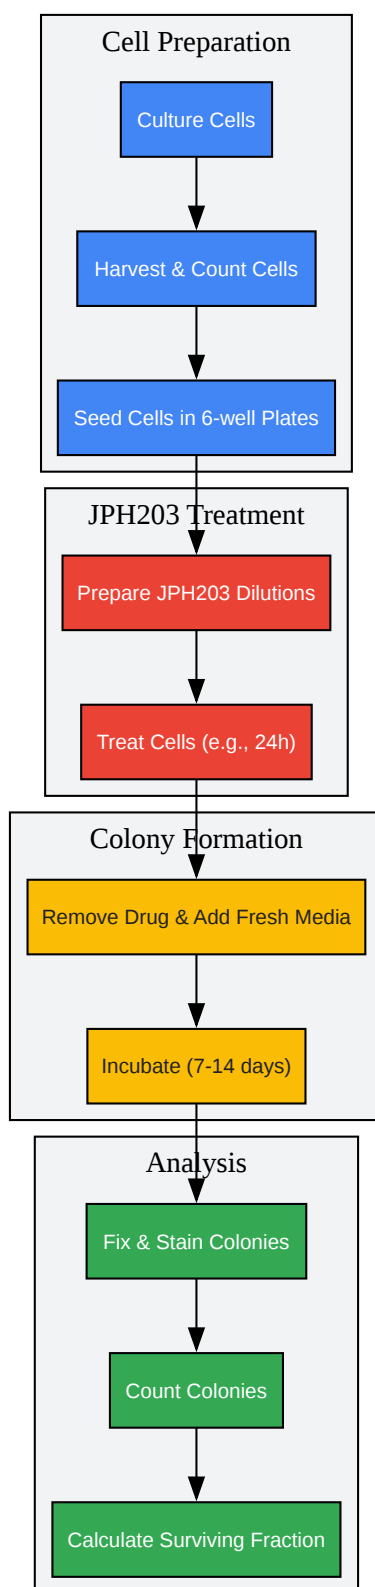 Cell Preparation
Culture Cells
Harvest & Count Cells
Seed Cells in 6-well Plates
JPH203 Treatment
Prepare JPH203 Dilutions
Treat Cells (e.g., 24h)
Colony Formation
Remove Drug & Add Fresh Media
Incubate (7-14 days)
Analysis
Fix & Stain Colonies
Count Colonies
Calculate Surviving Fraction